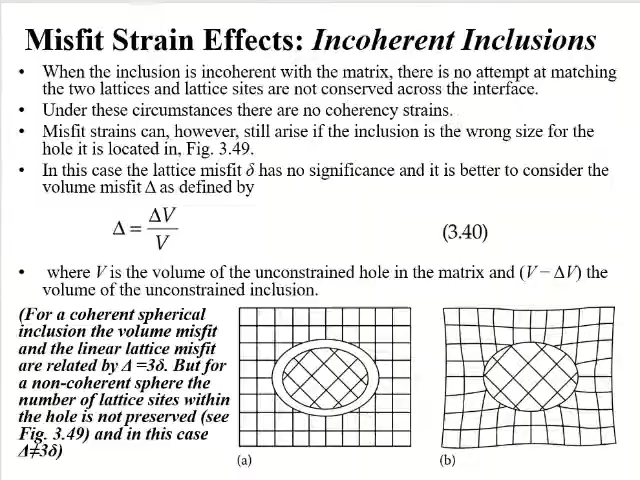 Misfit Strain Effects: Incoherent Inclusions
• When the inclusion is incoherent with the matrix, there is no attempt at matching
the two lattices and lattice sites are not conserved across the interface.
• Under these circumstances there are no coherency strains.
• Misfit strains can, however, still arise if the inclusion is the wrong size for the
hole it is located in, Fig. 3.49.
• In this case the lattice misfit δ has no significance and it is better to consider the
volume misfit Δ as defined by
Δ = ΔV / V (3.40)
• where V is the volume of the unconstrained hole in the matrix and (V − ΔV) the
volume of the unconstrained inclusion.
(For a coherent spherical
inclusion the volume misfit
and the linear lattice misfit
are related by Δ =3δ. But for
a non-coherent sphere the
number of lattice sites within
the hole is not preserved (see
Fig. 3.49) and in this case
Δ≠3δ)
(a) (b)